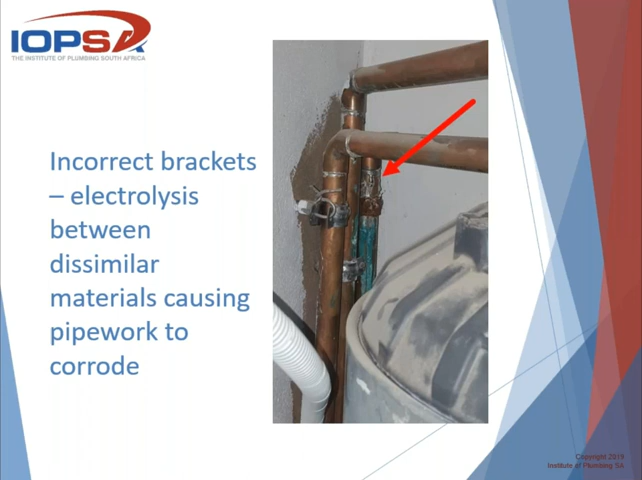 IOPSA
THE INSTITUTE OF PLUMBING SOUTH AFRICA
Incorrect brackets
– electrolysis
between
dissimilar
materials causing
pipework to
corrode
Copyright 2019
Institute of Plumbing SA